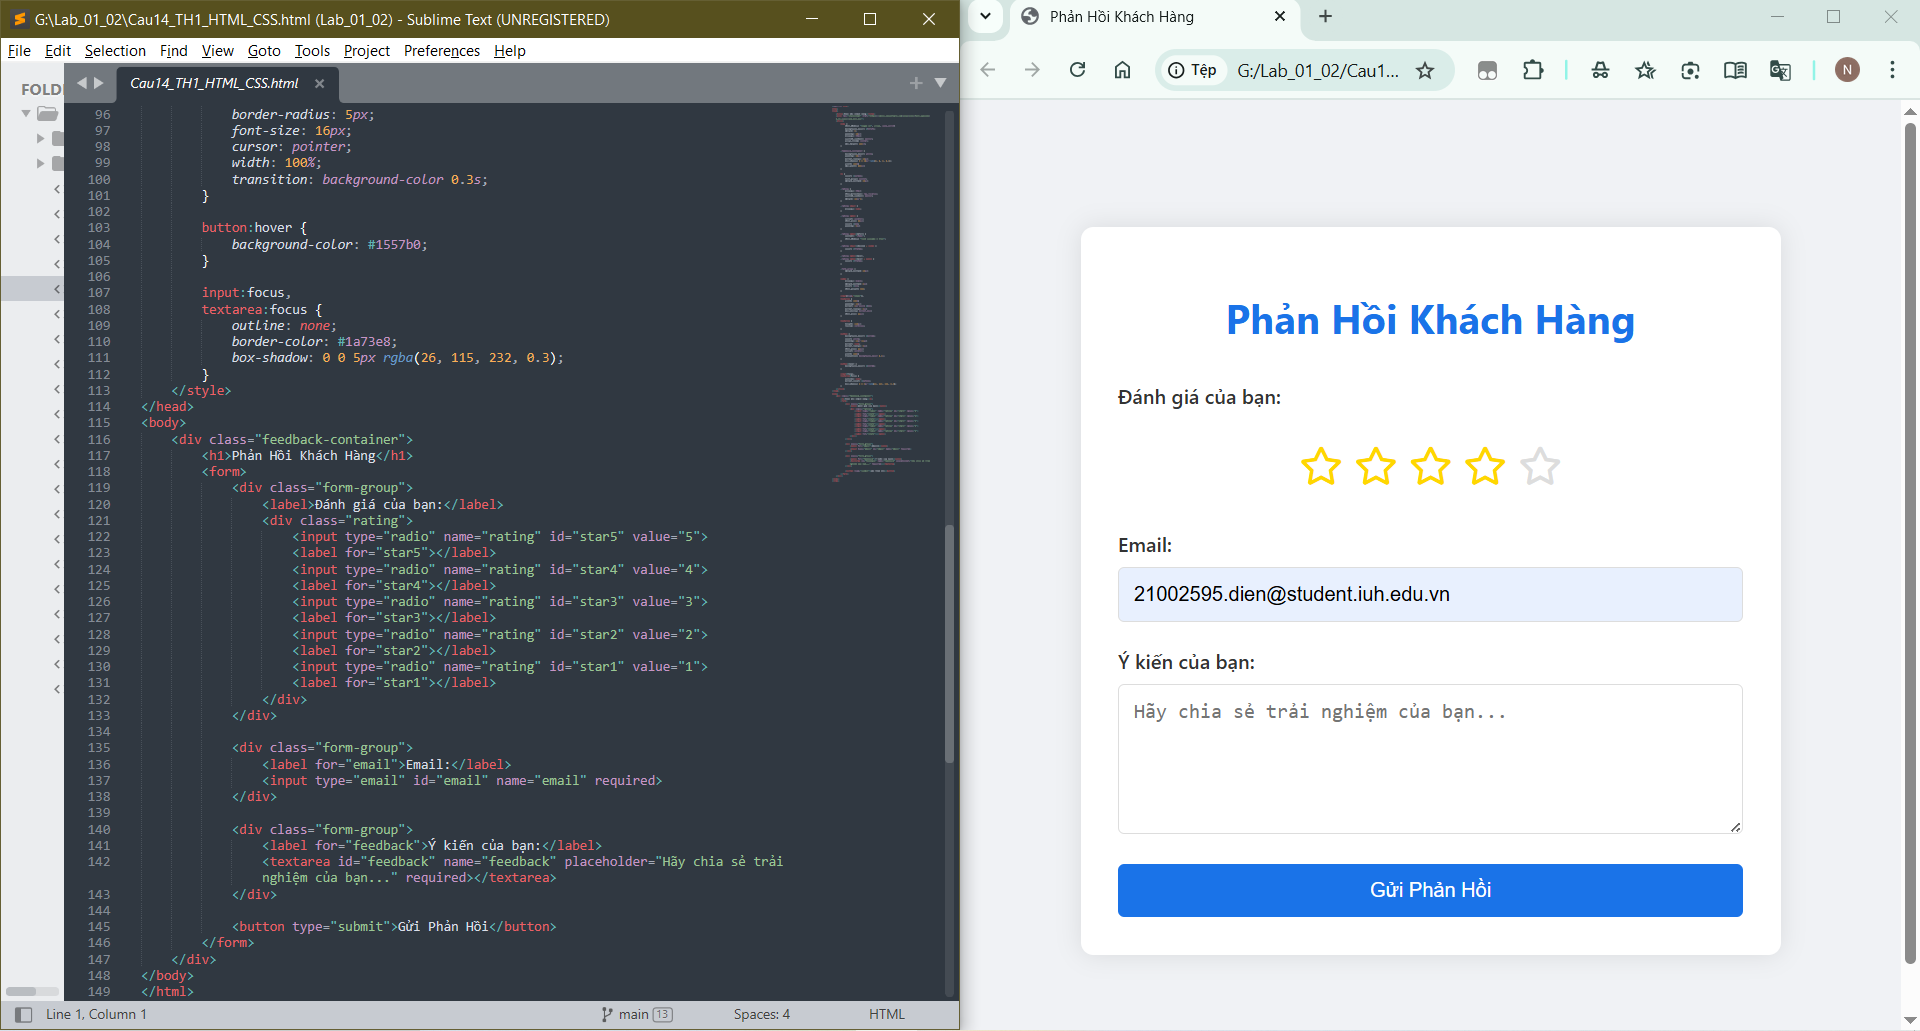 G:\Lab_01_02\Cau14_TH1_HTML_CSS.html (Lab_01_02) - Sublime Text (UNREGISTERED)
File Edit Selection Find View Goto Tools Project Preferences Help
FOLD
Cau14_TH1_HTML_CSS.html
96 border-radius: 5px;
97 font-size: 16px;
98 cursor: pointer;
99 width: 100%;
100 transition: background-color 0.3s;
101 }
102
103 button:hover {
104 background-color: #1557b0;
105 }
106
107 input:focus,
108 textarea:focus {
109 outline: none;
110 border-color: #1a73e8;
111 box-shadow: 0 0 5px rgba(26, 115, 232, 0.3);
112 }
113 </style>
114 </head>
115 <body>
116 <div class="feedback-container">
117 <h1>Phản Hồi Khách Hàng</h1>
118 <form>
119 <div class="form-group">
120 <label>Đánh giá của bạn:</label>
121 <div class="rating">
122 <input type="radio" name="rating" id="star5" value="5">
123 <label for="star5"></label>
124 <input type="radio" name="rating" id="star4" value="4">
125 <label for="star4"></label>
126 <input type="radio" name="rating" id="star3" value="3">
127 <label for="star3"></label>
128 <input type="radio" name="rating" id="star2" value="2">
129 <label for="star2"></label>
130 <input type="radio" name="rating" id="star1" value="1">
131 <label for="star1"></label>
132 </div>
133 </div>
134
135 <div class="form-group">
136 <label for="email">Email:</label>
137 <input type="email" id="email" name="email" required>
138 </div>
139
140 <div class="form-group">
141 <label for="feedback">Ý kiến của bạn:</label>
142 <textarea id="feedback" name="feedback" placeholder="Hãy chia sẻ trải
nghiệm của bạn..." required></textarea>
143 </div>
144
145 <button type="submit">Gửi Phản Hồi</button>
146 </form>
147 </div>
148 </body>
149 </html>
Line 1, Column 1 main 13 Spaces: 4 HTML
Phản Hồi Khách Hàng
Tệp G:/Lab_01_02/Cau1... N
Phản Hồi Khách Hàng
Đánh giá của bạn:
Email:
21002595.dien@student.iuh.edu.vn
Ý kiến của bạn:
Hãy chia sẻ trải nghiệm của bạn...
Gửi Phản Hồi